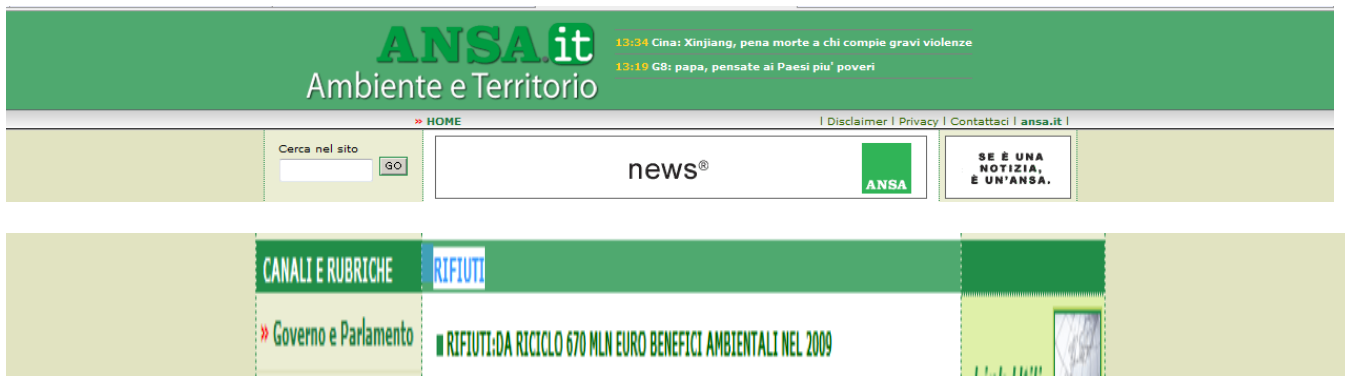 ANSA.it
Ambiente e Territorio
13:34 Cina: Xinjiang, pena morte a chi compie gravi violenze
13:19 G8: papa, pensate ai Paesi piu' poveri
» HOME
| Disclaimer | Privacy | Contattaci | ansa.it |
Cerca nel sito
GO
news®
ANSA
SE È UNA
NOTIZIA,
È UN'ANSA.
CANALI E RUBRICHE
RIFIUTI
» Governo e Parlamento
RIFIUTI:DA RICICLO 670 MLN EURO BENEFICI AMBIENTALI NEL 2009
Link Utili